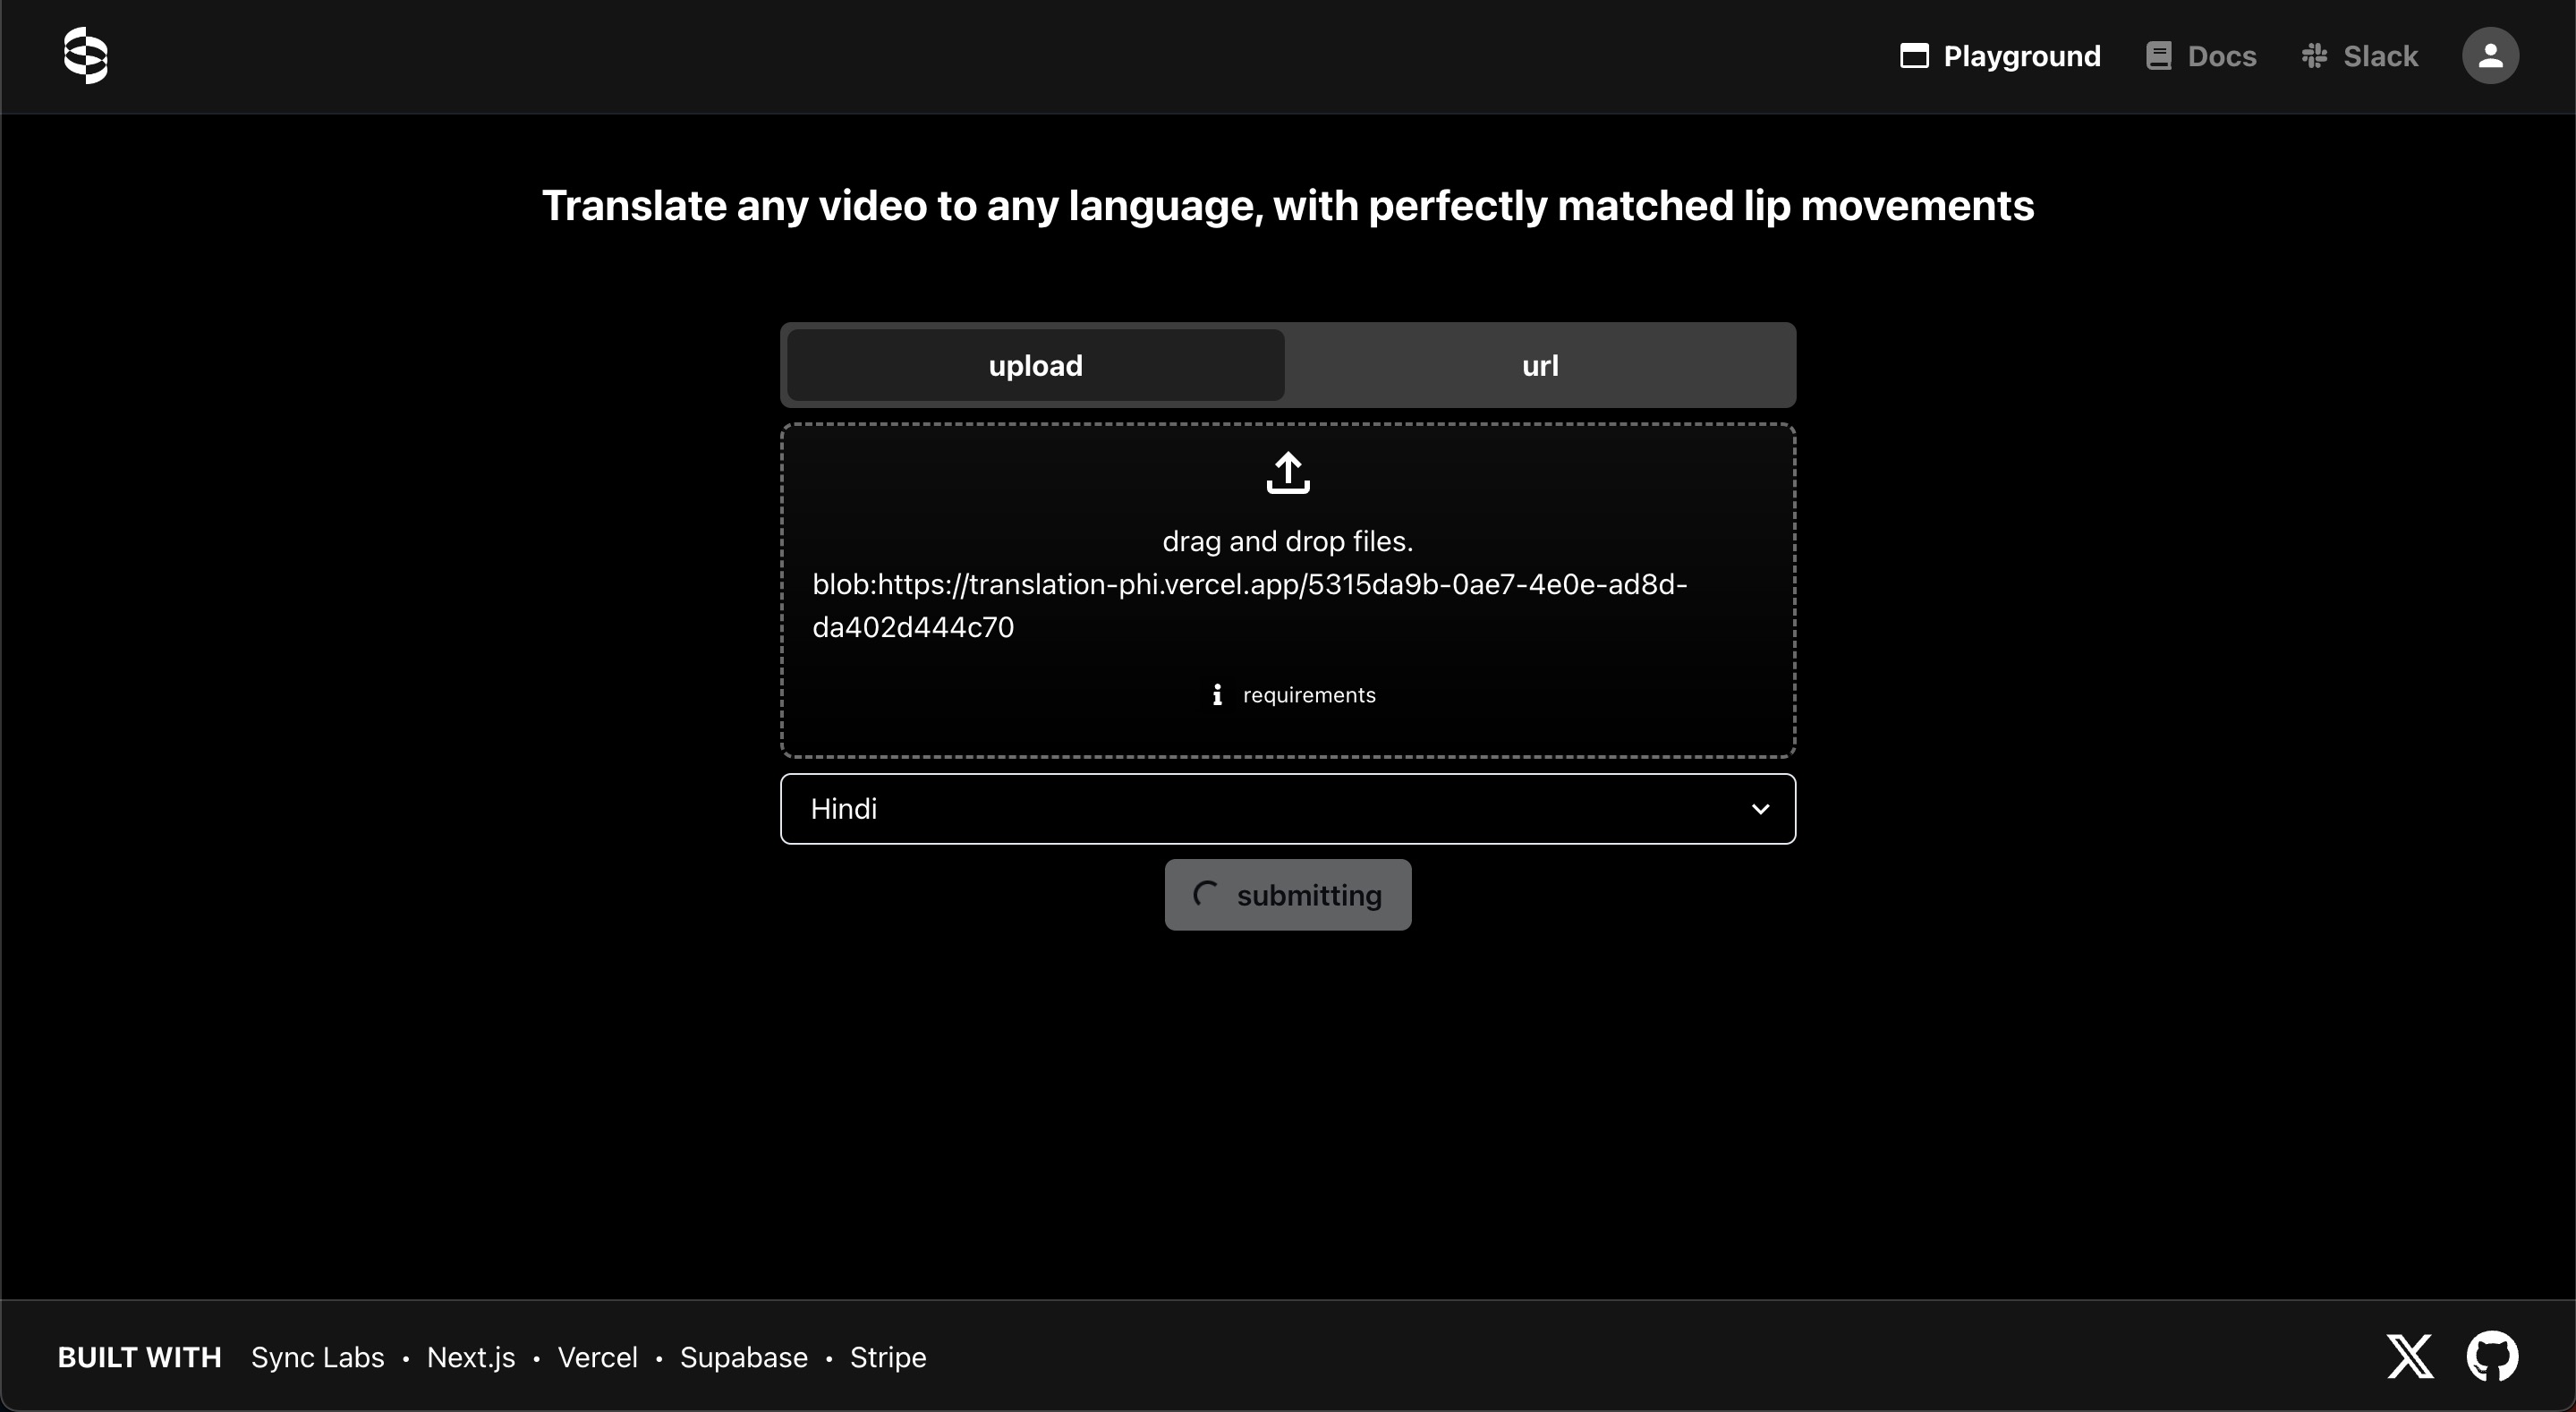 Playground
Docs
Slack
Translate any video to any language, with perfectly matched lip movements
upload
url
drag and drop files.
blob:https://translation-phi.vercel.app/5315da9b-0ae7-4e0e-ad8d-
da402d444c70
requirements
Hindi
submitting
BUILT WITH Sync Labs • Next.js • Vercel • Supabase • Stripe